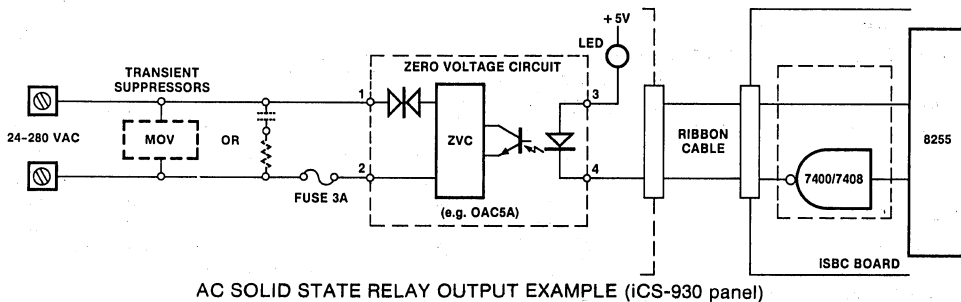 +5V
LED
ZERO VOLTAGE CIRCUIT
TRANSIENT
SUPPRESSORS
1
3
24-280 VAC
MOV
OR
ZVC
RIBBON
CABLE
8255
2
4
7400/7408
FUSE 3A
(e.g. OAC5A)
iSBC BOARD
AC SOLID STATE RELAY OUTPUT EXAMPLE (iCS-930 panel)